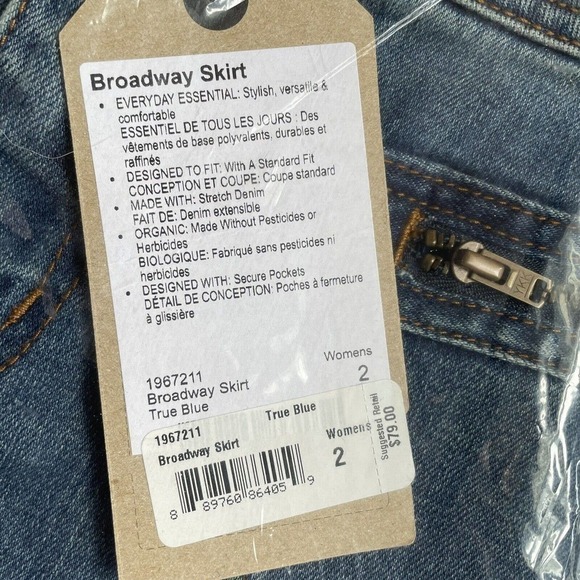 Broadway Skirt
• EVERYDAY ESSENTIAL: Stylish, versatile &
comfortable
ESSENTIEL DE TOUS LES JOURS : Des
vêtements de base polyvalents, durables et
raffinés
• DESIGNED TO FIT: With A Standard Fit
CONCEPTION ET COUPE: Coupe standard
• MADE WITH: Stretch Denim
FAIT DE: Denim extensible
• ORGANIC: Made Without Pesticides or
Herbicides
BIOLOGIQUE: Fabriqué sans pesticides ni
herbicides
• DESIGNED WITH: Secure Pockets
DÉTAIL DE CONCEPTION: Poches à fermeture
à glissière
1967211
Broadway Skirt
True Blue
Womens
2
1967211
True Blue
Broadway Skirt
Womens
2
8 89760 86405 9
Suggested Retail
$79.00
YKK